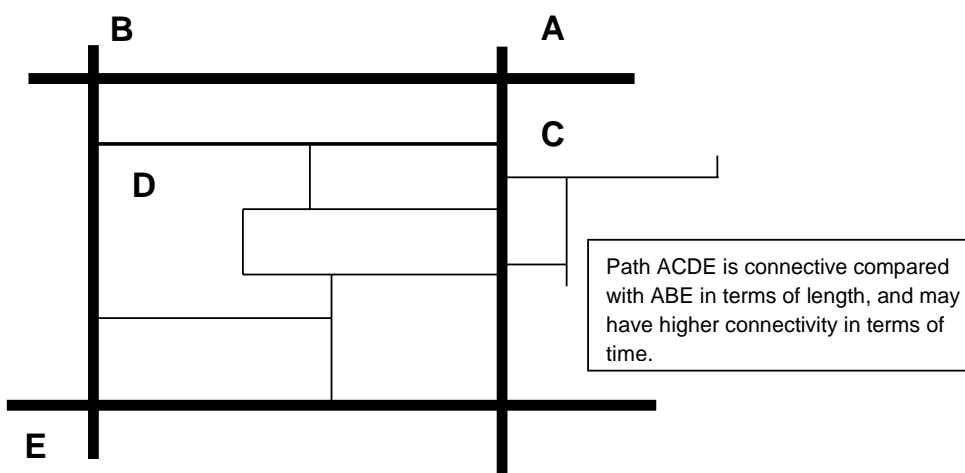 B
A
C
D
Path ACDE is connective compared
with ABE in terms of length, and may
have higher connectivity in terms of
time.
E